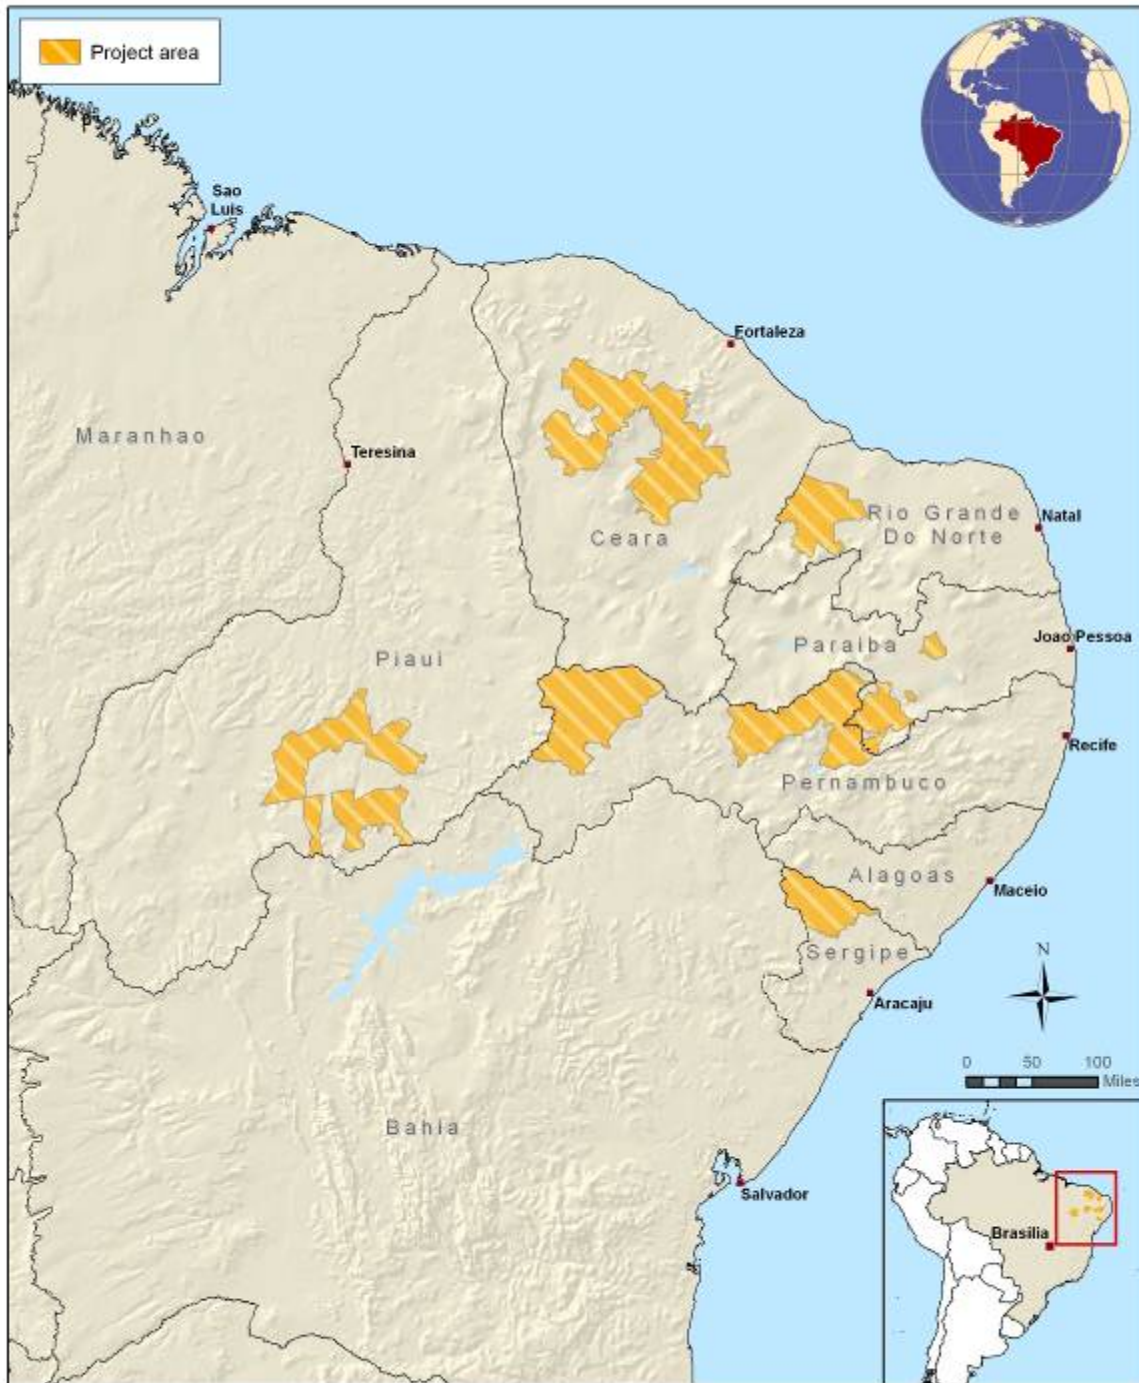 Project area
Sao
Luis
Fortaleza
Maranhao
Teresina
Ceara
Rio Grande
Do Norte
Natal
Paraiba
Joao Pessoa
Piaui
Recife
Pernambuco
Alagoas
Maceio
Sergipe
N
Aracaju
0 50 100
Miles
Bahia
Salvador
Brasilia